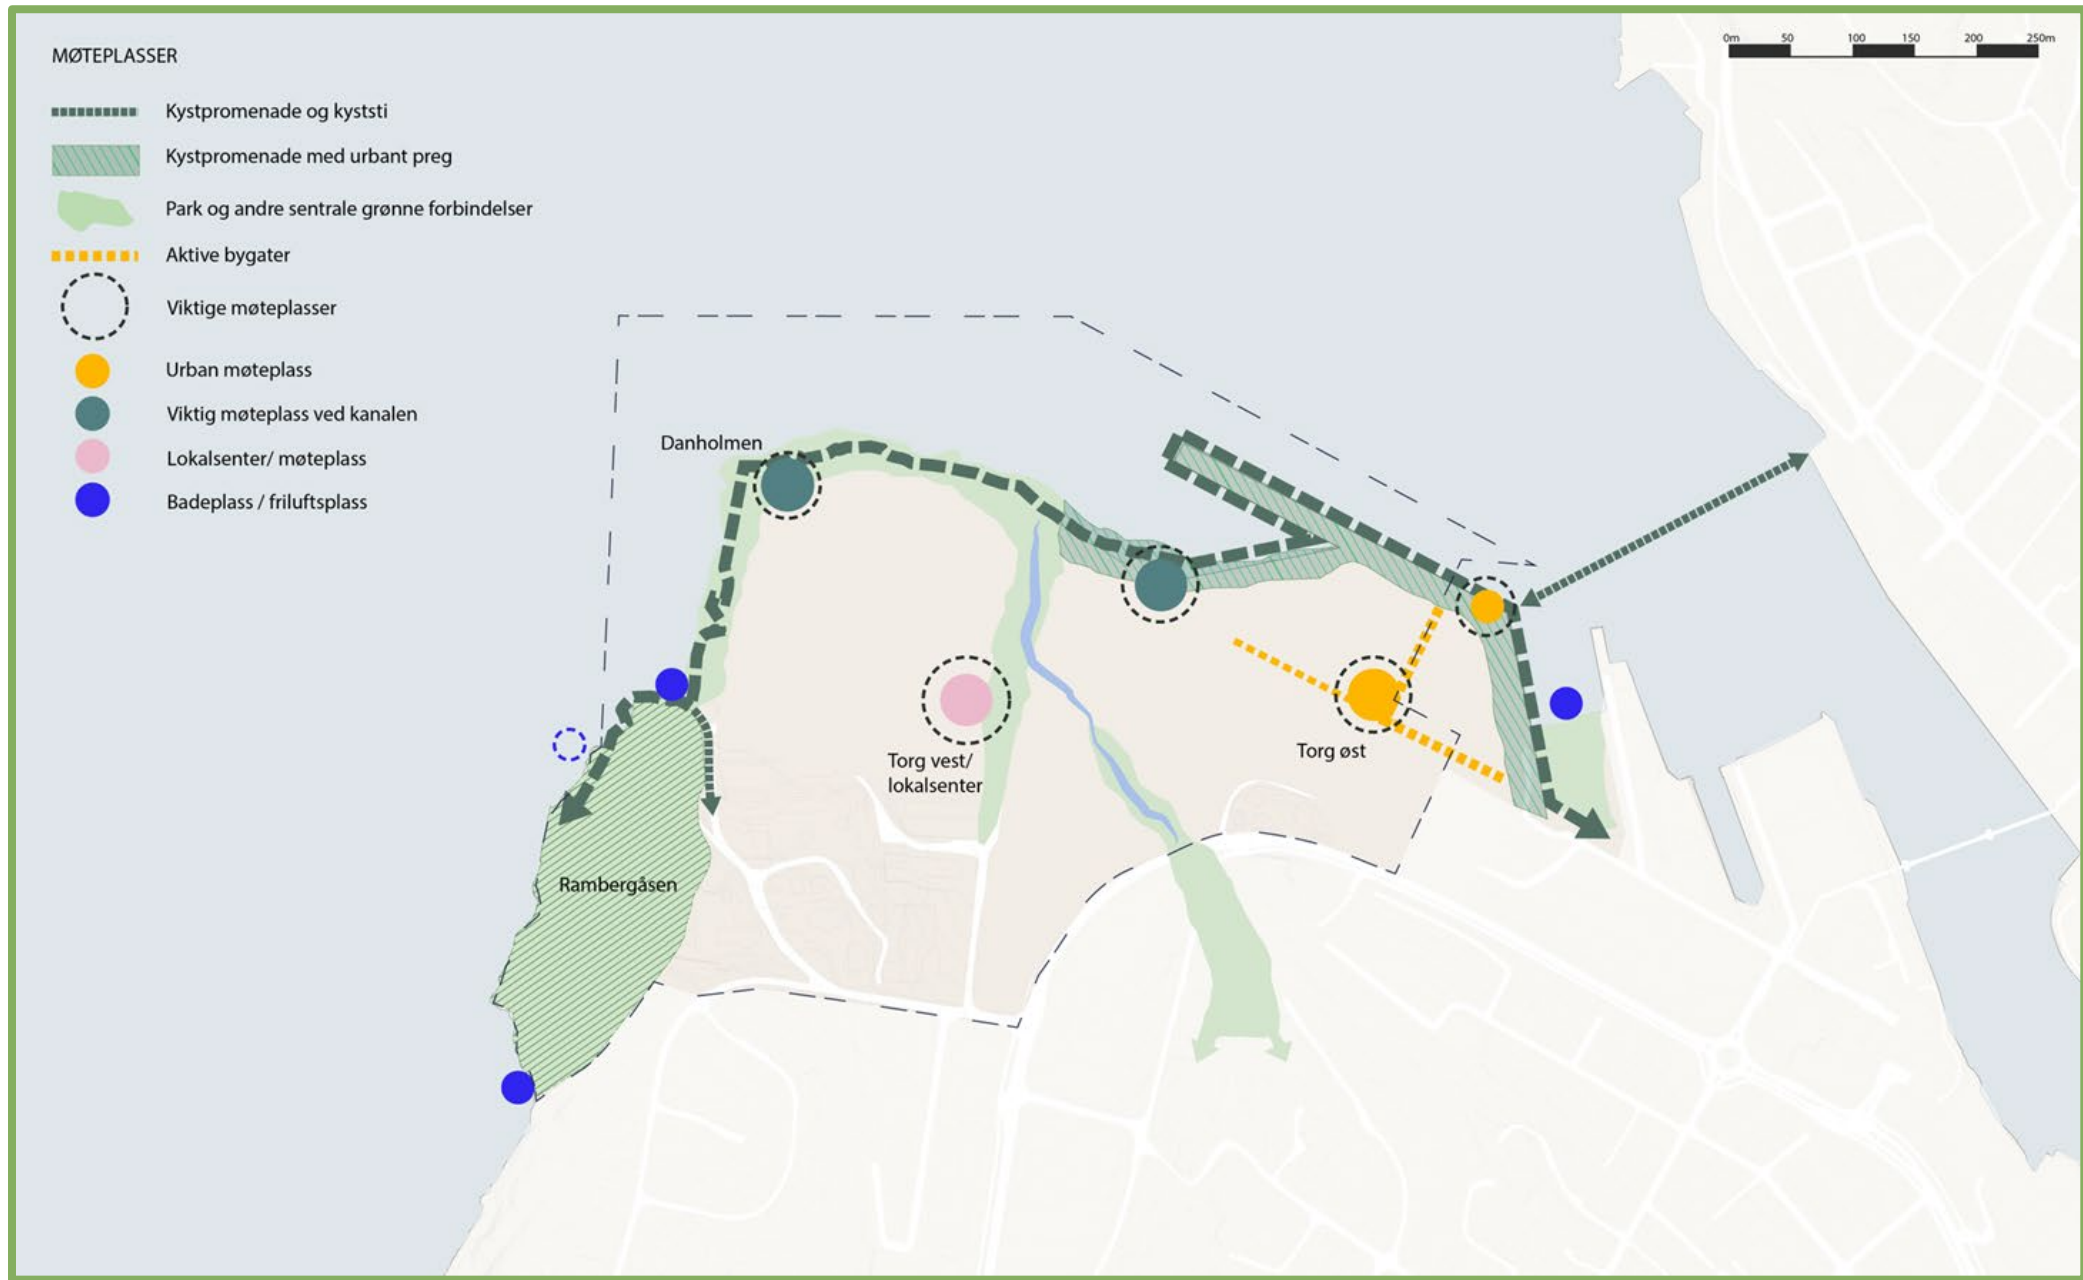 MØTEPLASSER
Kystpromenade og kyststi
Kystpromenade med urbant preg
Park og andre sentrale grønne forbindelser
Aktive bygater
Viktige møteplasser
Urban møteplass
Viktig møteplass ved kanalen
Lokalsenter/ møteplass
Badeplass / friluftsplass
0m 50 100 150 200 250m
Danholmen
Torg vest/
lokalsenter
Torg øst
Rambergåsen